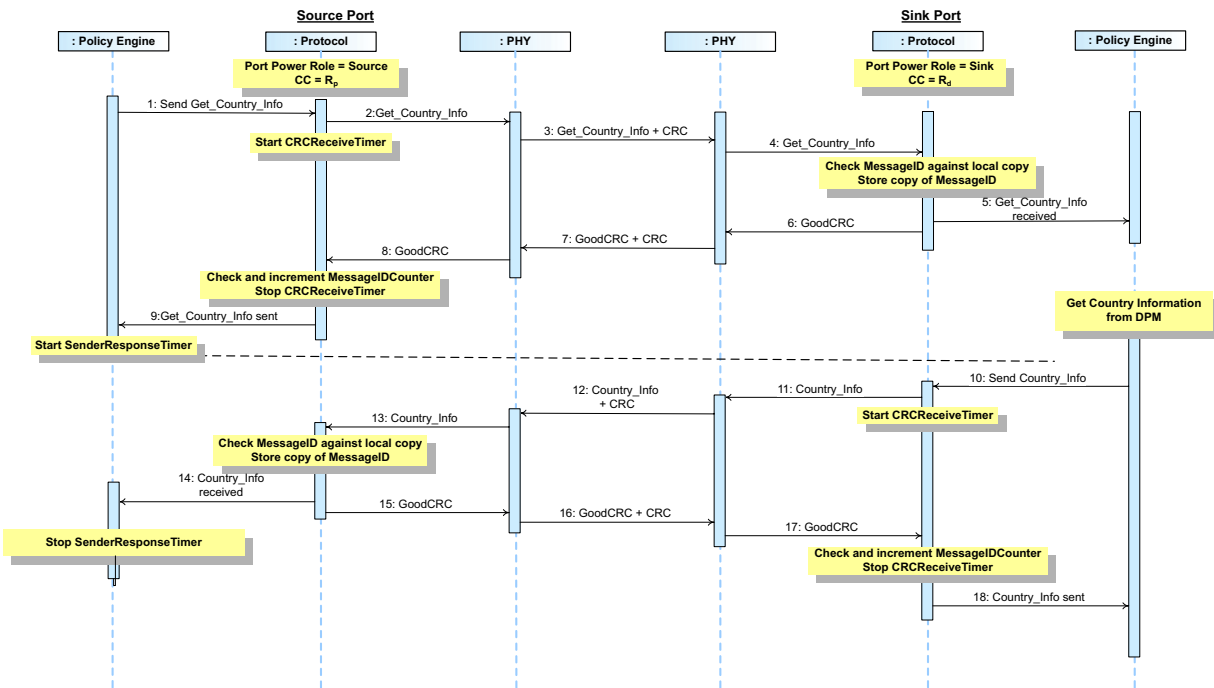 Source Port
Sink Port
: Policy Engine
: Protocol
: PHY
: PHY
: Protocol
: Policy Engine
Port Power Role = Source
CC = Rp
Port Power Role = Sink
CC = Rd
1: Send Get_Country_Info
2:Get_Country_Info
Start CRCReceiveTimer
3: Get_Country_Info + CRC
4: Get_Country_Info
Check MessageID against local copy
Store copy of MessageID
5: Get_Country_Info
received
6: GoodCRC
7: GoodCRC + CRC
8: GoodCRC
Check and increment MessageIDCounter
Stop CRCReceiveTimer
9:Get_Country_Info sent
Start SenderResponseTimer
Get Country Information
from DPM
10: Send Country_Info
11: Country_Info
Start CRCReceiveTimer
12: Country_Info
+ CRC
13: Country_Info
Check MessageID against local copy
Store copy of MessageID
14: Country_Info
received
15: GoodCRC
Stop SenderResponseTimer
16: GoodCRC + CRC
17: GoodCRC
Check and increment MessageIDCounter
Stop CRCReceiveTimer
18: Country_Info sent